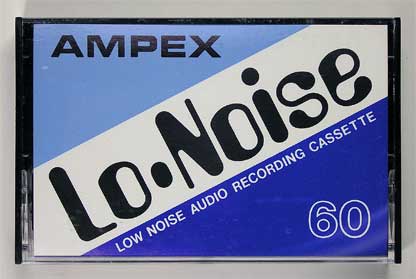 AMPEX
Lo•Noise
LOW NOISE AUDIO RECORDING CASSETTE
60